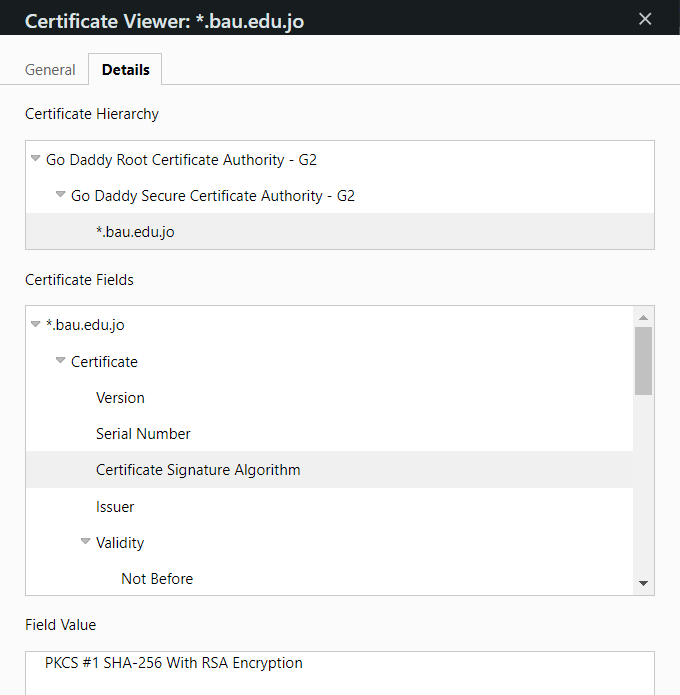 Certificate Viewer: *.bau.edu.jo
General Details
Certificate Hierarchy
Go Daddy Root Certificate Authority - G2
Go Daddy Secure Certificate Authority - G2
*.bau.edu.jo
Certificate Fields
*.bau.edu.jo
Certificate
Version
Serial Number
Certificate Signature Algorithm
Issuer
Validity
Not Before
Field Value
PKCS #1 SHA-256 With RSA Encryption